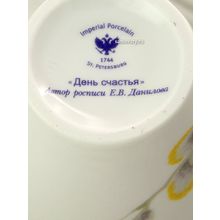 Imperial Porcelain
1744
St. Petersburg
«День счастья»
Автор росписи Е.В. Данилова